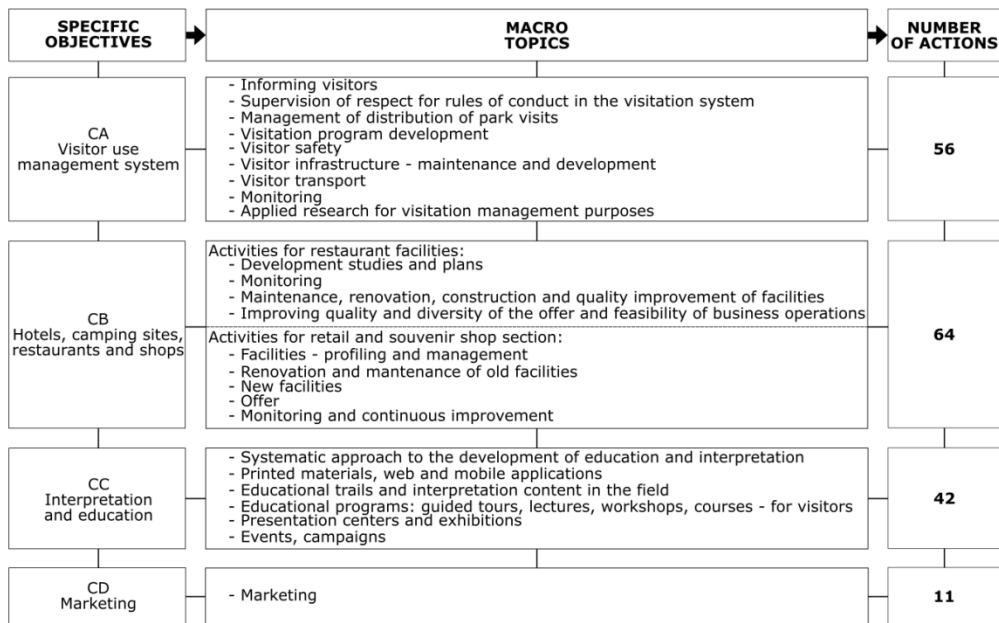 SPECIFIC
OBJECTIVES
MACRO
TOPICS
NUMBER
OF ACTIONS
CA
Visitor use
management system
- Informing visitors
- Supervision of respect for rules of conduct in the visitation system
- Management of distribution of park visits
- Visitation program development
- Visitor safety
- Visitor infrastructure - maintenance and development
- Visitor transport
- Monitoring
- Applied research for visitation management purposes
56
CB
Hotels, camping sites,
restaurants and shops
Activities for restaurant facilities:
- Development studies and plans
- Monitoring
- Maintenance, renovation, construction and quality improvement of facilities
- Improving quality and diversity of the offer and feasibility of business operations
Activities for retail and souvenir shop section:
- Facilities - profiling and management
- Renovation and mantenance of old facilities
- New facilities
- Offer
- Monitoring and continuous improvement
64
CC
Interpretation
and education
- Systematic approach to the development of education and interpretation
- Printed materials, web and mobile applications
- Educational trails and interpretation content in the field
- Educational programs: guided tours, lectures, workshops, courses - for visitors
- Presentation centers and exhibitions
- Events, campaigns
42
CD
Marketing
- Marketing
11